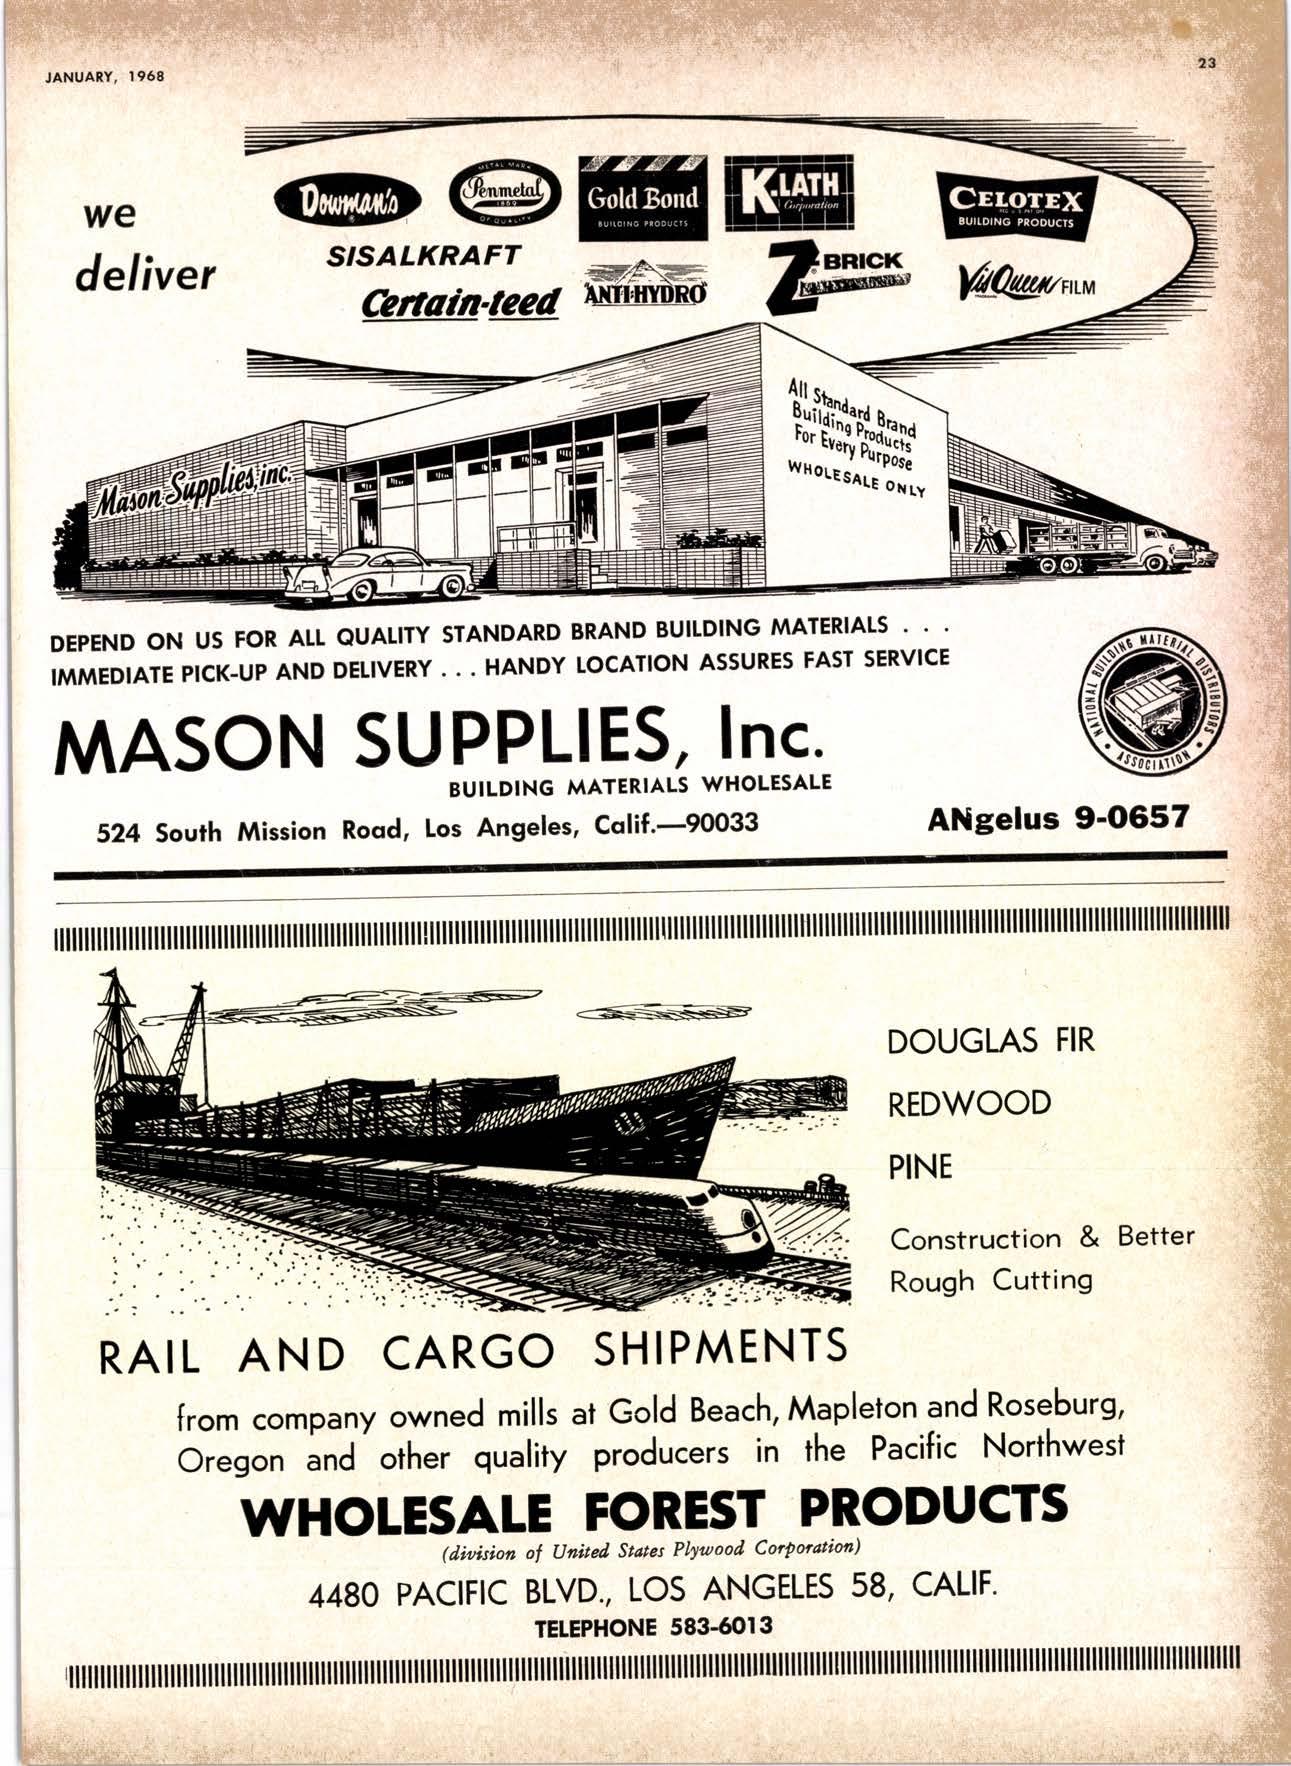 JANUARY, 1968
23
we
deliver
Dowman's
METAL MARK
Penmetal
1869
OF QUALITY
Gold Bond
BUILDING PRODUCTS
K-LATH
Corporation
CELOTEX
REG. U.S. PAT. OFF.
BUILDING PRODUCTS
SISALKRAFT
Certain-teed
"ANTI-HYDRO"
Z-BRICK
VisQueen FILM
Mason Supplies, inc.
All Standard Brand
Building Products
For Every Purpose
WHOLESALE ONLY
DEPEND ON US FOR ALL QUALITY STANDARD BRAND BUILDING MATERIALS . . .
IMMEDIATE PICK-UP AND DELIVERY . . . HANDY LOCATION ASSURES FAST SERVICE
NATIONAL BUILDING MATERIAL DISTRIBUTORS
• ASSOCIATION •
MASON SUPPLIES, Inc.
BUILDING MATERIALS WHOLESALE
524 South Mission Road, Los Angeles, Calif.—90033
ANgelus 9-0657
DOUGLAS FIR
REDWOOD
PINE
Construction & Better
Rough Cutting
RAIL AND CARGO SHIPMENTS
from company owned mills at Gold Beach, Mapleton and Roseburg,
Oregon and other quality producers in the Pacific Northwest
WHOLESALE FOREST PRODUCTS
(division of United States Plywood Corporation)
4480 PACIFIC BLVD., LOS ANGELES 58, CALIF.
TELEPHONE 583-6013